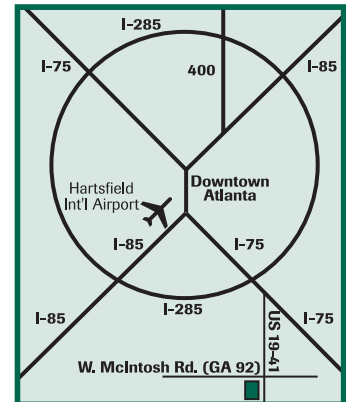 I-285
I-75
400
I-85
Hartsfield
Int'l Airport
Downtown
Atlanta
I-85
I-75
I-85
I-285
US 19-41
I-75
W. McIntosh Rd. (GA 92)